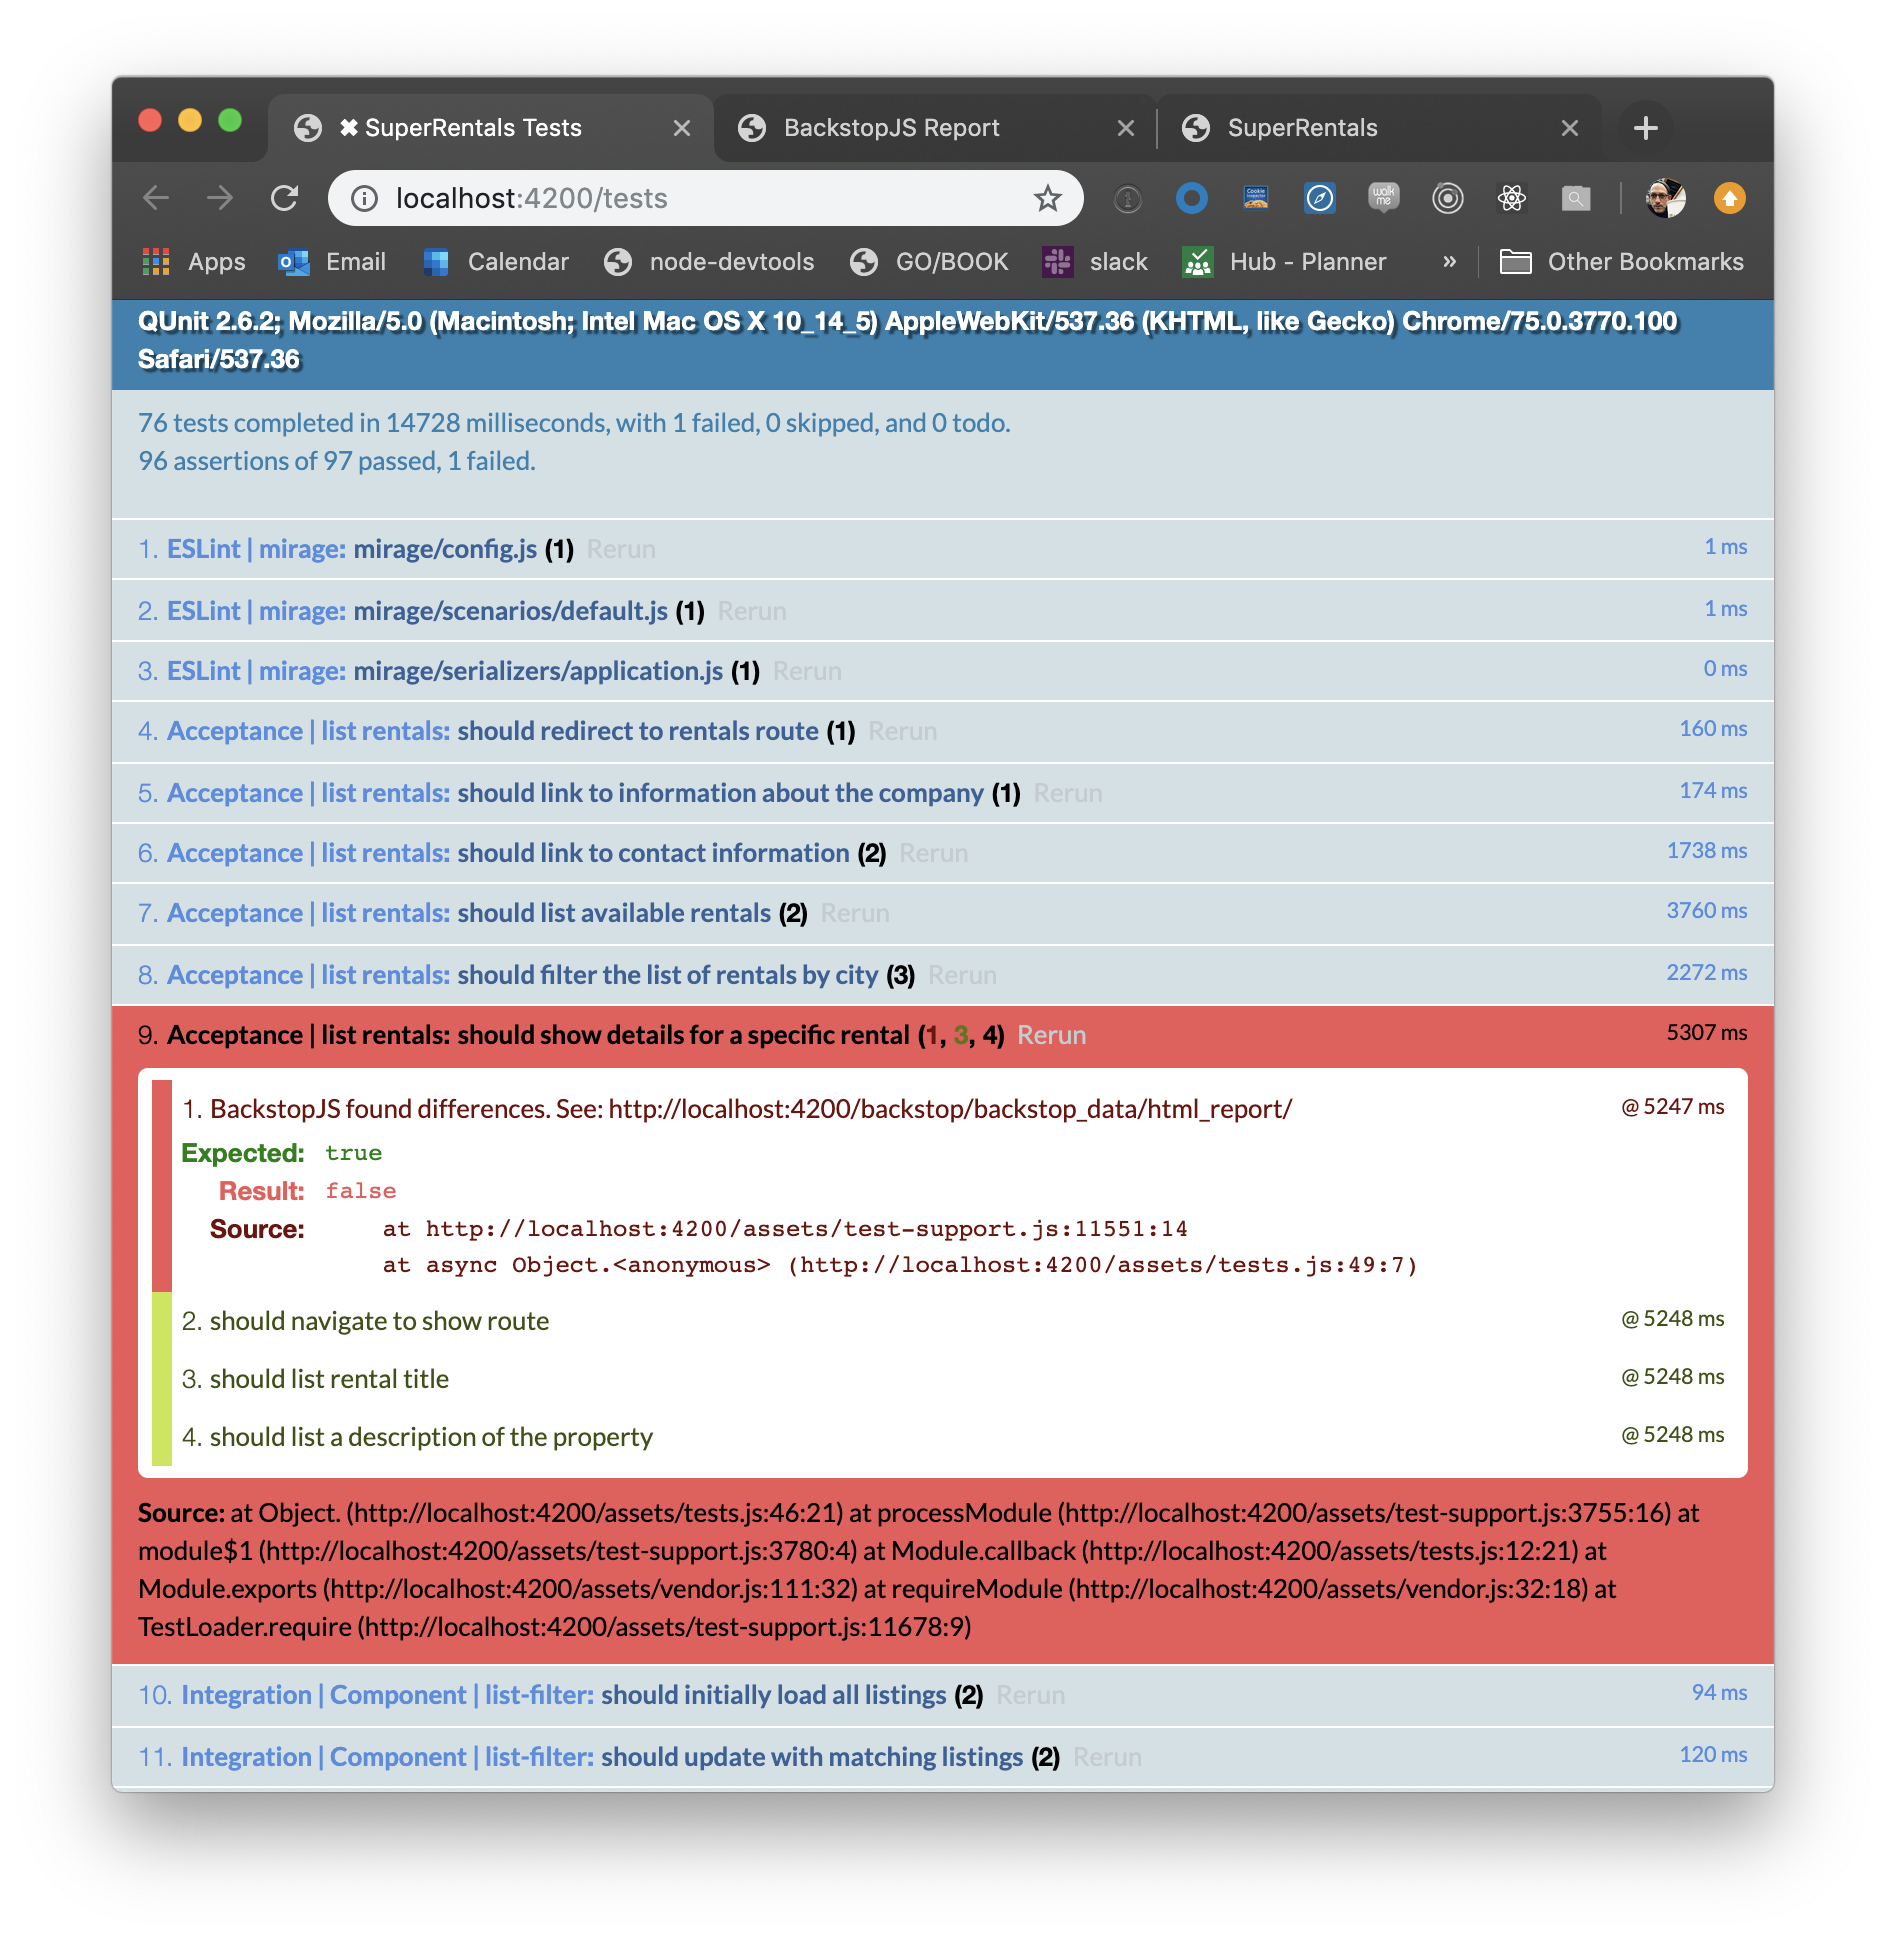 ✖ SuperRentals Tests
BackstopJS Report
SuperRentals
localhost:4200/tests
Cookie
walk me
Apps
Email
Calendar
node-devtools
GO/BOOK
slack
Hub - Planner
»
Other Bookmarks
QUnit 2.6.2; Mozilla/5.0 (Macintosh; Intel Mac OS X 10_14_5) AppleWebKit/537.36 (KHTML, like Gecko) Chrome/75.0.3770.100
Safari/537.36
76 tests completed in 14728 milliseconds, with 1 failed, 0 skipped, and 0 todo.
96 assertions of 97 passed, 1 failed.
1. ESLint | mirage: mirage/config.js (1) Rerun 1 ms
2. ESLint | mirage: mirage/scenarios/default.js (1) Rerun 1 ms
3. ESLint | mirage: mirage/serializers/application.js (1) Rerun 0 ms
4. Acceptance | list rentals: should redirect to rentals route (1) Rerun 160 ms
5. Acceptance | list rentals: should link to information about the company (1) Rerun 174 ms
6. Acceptance | list rentals: should link to contact information (2) Rerun 1738 ms
7. Acceptance | list rentals: should list available rentals (2) Rerun 3760 ms
8. Acceptance | list rentals: should filter the list of rentals by city (3) Rerun 2272 ms
9. Acceptance | list rentals: should show details for a specific rental (1, 3, 4) Rerun 5307 ms
1. BackstopJS found differences. See: http://localhost:4200/backstop/backstop_data/html_report/ @ 5247 ms
Expected: true
Result: false
Source: at http://localhost:4200/assets/test-support.js:11551:14
at async Object.<anonymous> (http://localhost:4200/assets/tests.js:49:7)
2. should navigate to show route @ 5248 ms
3. should list rental title @ 5248 ms
4. should list a description of the property @ 5248 ms
Source: at Object. (http://localhost:4200/assets/tests.js:46:21) at processModule (http://localhost:4200/assets/test-support.js:3755:16) at
module$1 (http://localhost:4200/assets/test-support.js:3780:4) at Module.callback (http://localhost:4200/assets/tests.js:12:21) at
Module.exports (http://localhost:4200/assets/vendor.js:111:32) at requireModule (http://localhost:4200/assets/vendor.js:32:18) at
TestLoader.require (http://localhost:4200/assets/test-support.js:11678:9)
10. Integration | Component | list-filter: should initially load all listings (2) Rerun 94 ms
11. Integration | Component | list-filter: should update with matching listings (2) Rerun 120 ms